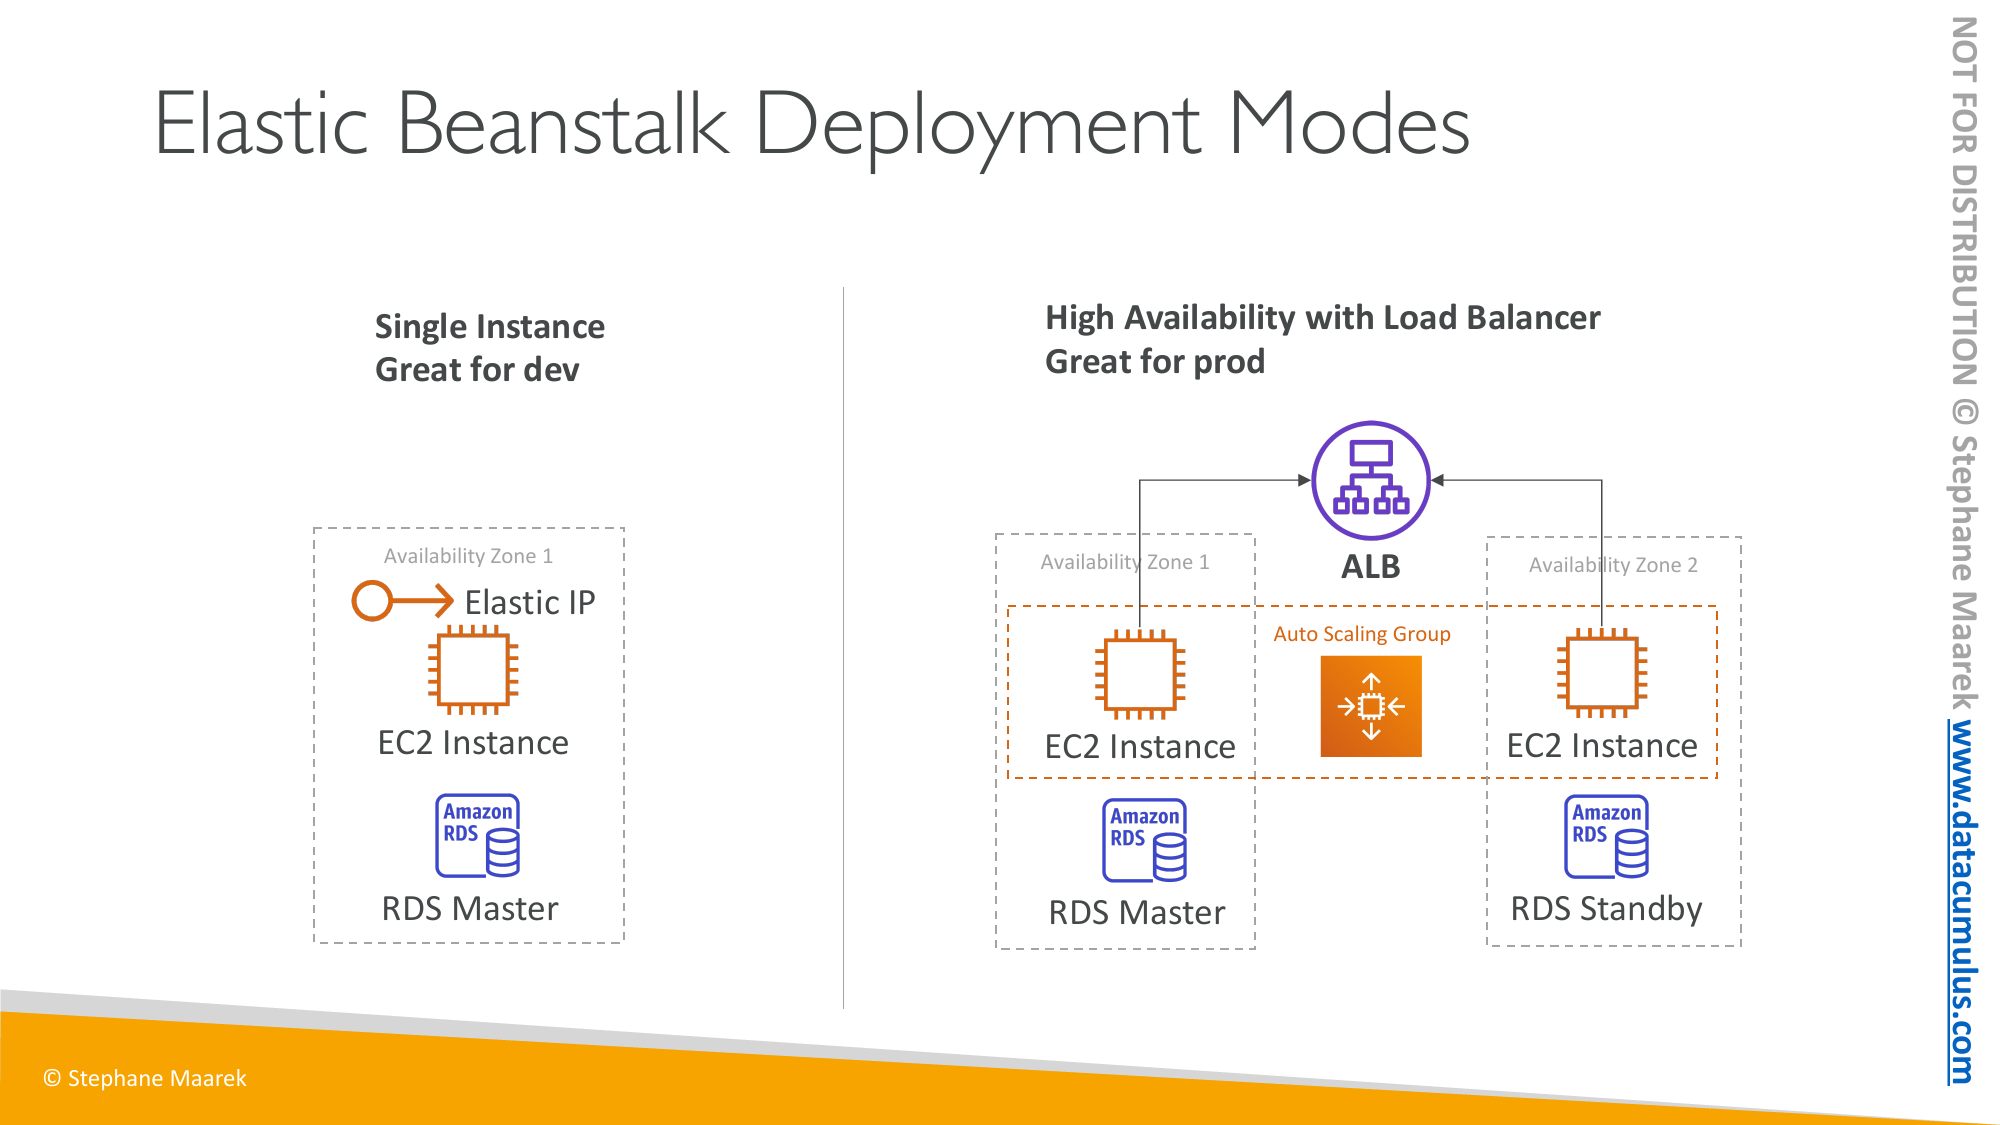 Elastic Beanstalk Deployment Modes
Single Instance
Great for dev
Availability Zone 1
Elastic IP
EC2 Instance
Amazon
RDS
RDS Master
High Availability with Load Balancer
Great for prod
ALB
Availability Zone 1
Availability Zone 2
Auto Scaling Group
EC2 Instance
EC2 Instance
Amazon
RDS
RDS Master
Amazon
RDS
RDS Standby
© Stephane Maarek
NOT FOR DISTRIBUTION © Stephane Maarek www.datacumulus.com